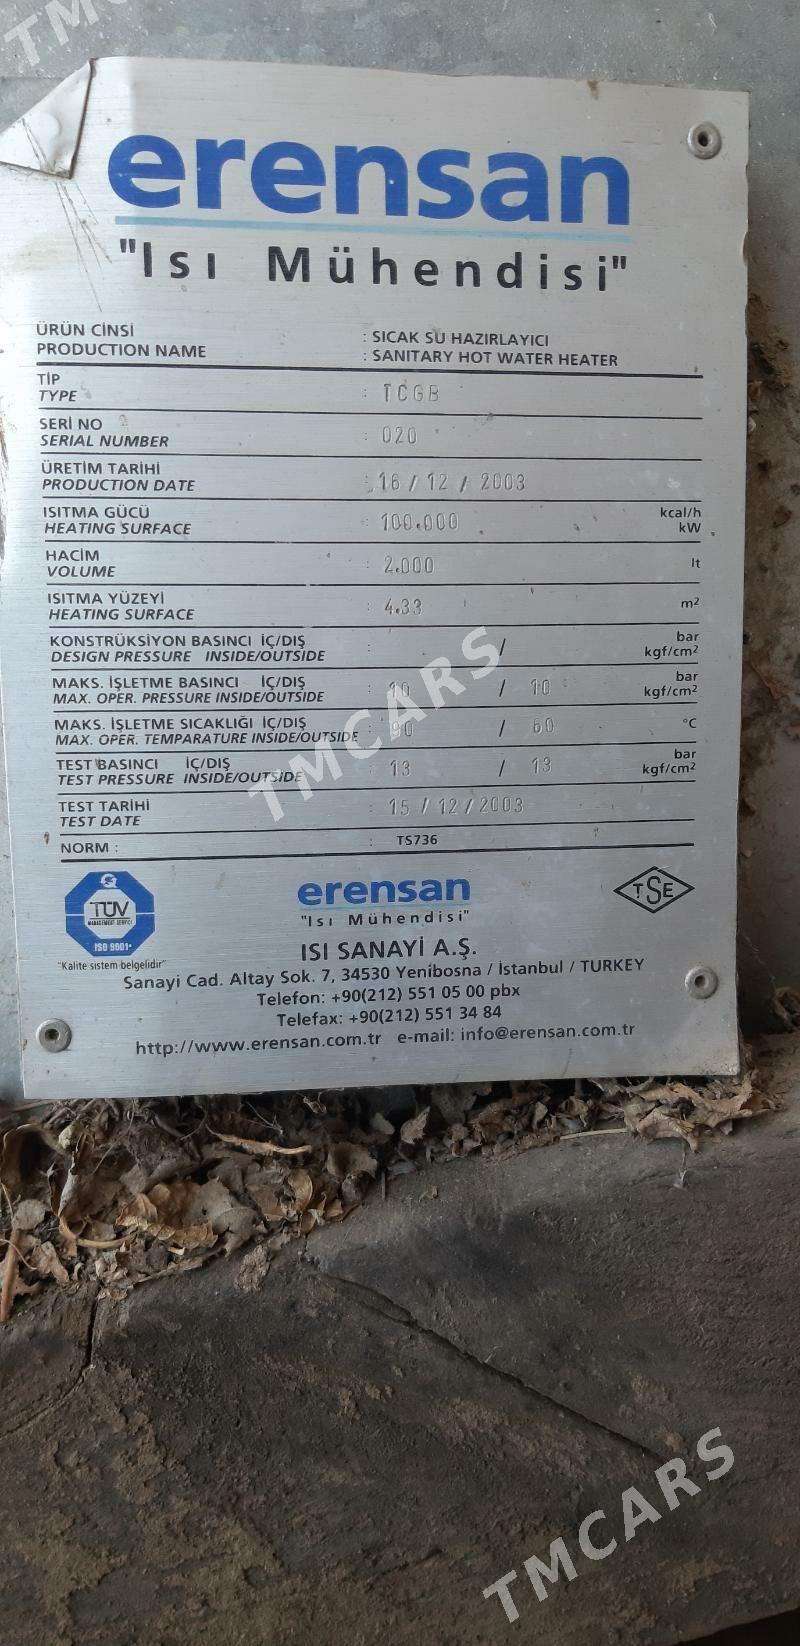 TMCARS
erensan
"Isı Mühendisi"
ÜRÜN CİNSİ : SICAK SU HAZIRLAYICI
PRODUCTION NAME : SANITARY HOT WATER HEATER
TİP
TYPE : TCGB
SERİ NO
SERIAL NUMBER : 020
ÜRETİM TARİHİ
PRODUCTION DATE : 16 / 12 / 2003
ISITMA GÜCÜ kcal/h
HEATING SURFACE : 100.000 kW
HACİM
VOLUME : 2.000 lt
ISITMA YÜZEYİ
HEATING SURFACE : 4.33 m²
KONSTRÜKSİYON BASINCI İÇ/DIŞ bar
DESIGN PRESSURE INSIDE/OUTSIDE : / kgf/cm²
MAKS. İŞLETME BASINCI İÇ/DIŞ bar
MAX. OPER. PRESSURE INSIDE/OUTSIDE : 10 / 10 kgf/cm²
MAKS. İŞLETME SICAKLIĞI İÇ/DIŞ
MAX. OPER. TEMPARATURE INSIDE/OUTSIDE : 90 / 60 °C
TEST BASINCI İÇ/DIŞ bar
TEST PRESSURE INSIDE/OUTSIDE : 13 / 13 kgf/cm²
TEST TARİHİ
TEST DATE : 15 / 12 / 2003
NORM : : TS736
TÜV
MANAGEMENT SERVICE
ISO 9001
"Kalite sistem belgelidir"
erensan
"Isı Mühendisi"
TSE
ISI SANAYİ A.Ş.
Sanayi Cad. Altay Sok. 7, 34530 Yenibosna / İstanbul / TURKEY
Telefon: +90(212) 551 05 00 pbx
Telefax: +90(212) 551 34 84
http://www.erensan.com.tr e-mail: info@erensan.com.tr
TMCARS
TMCARS